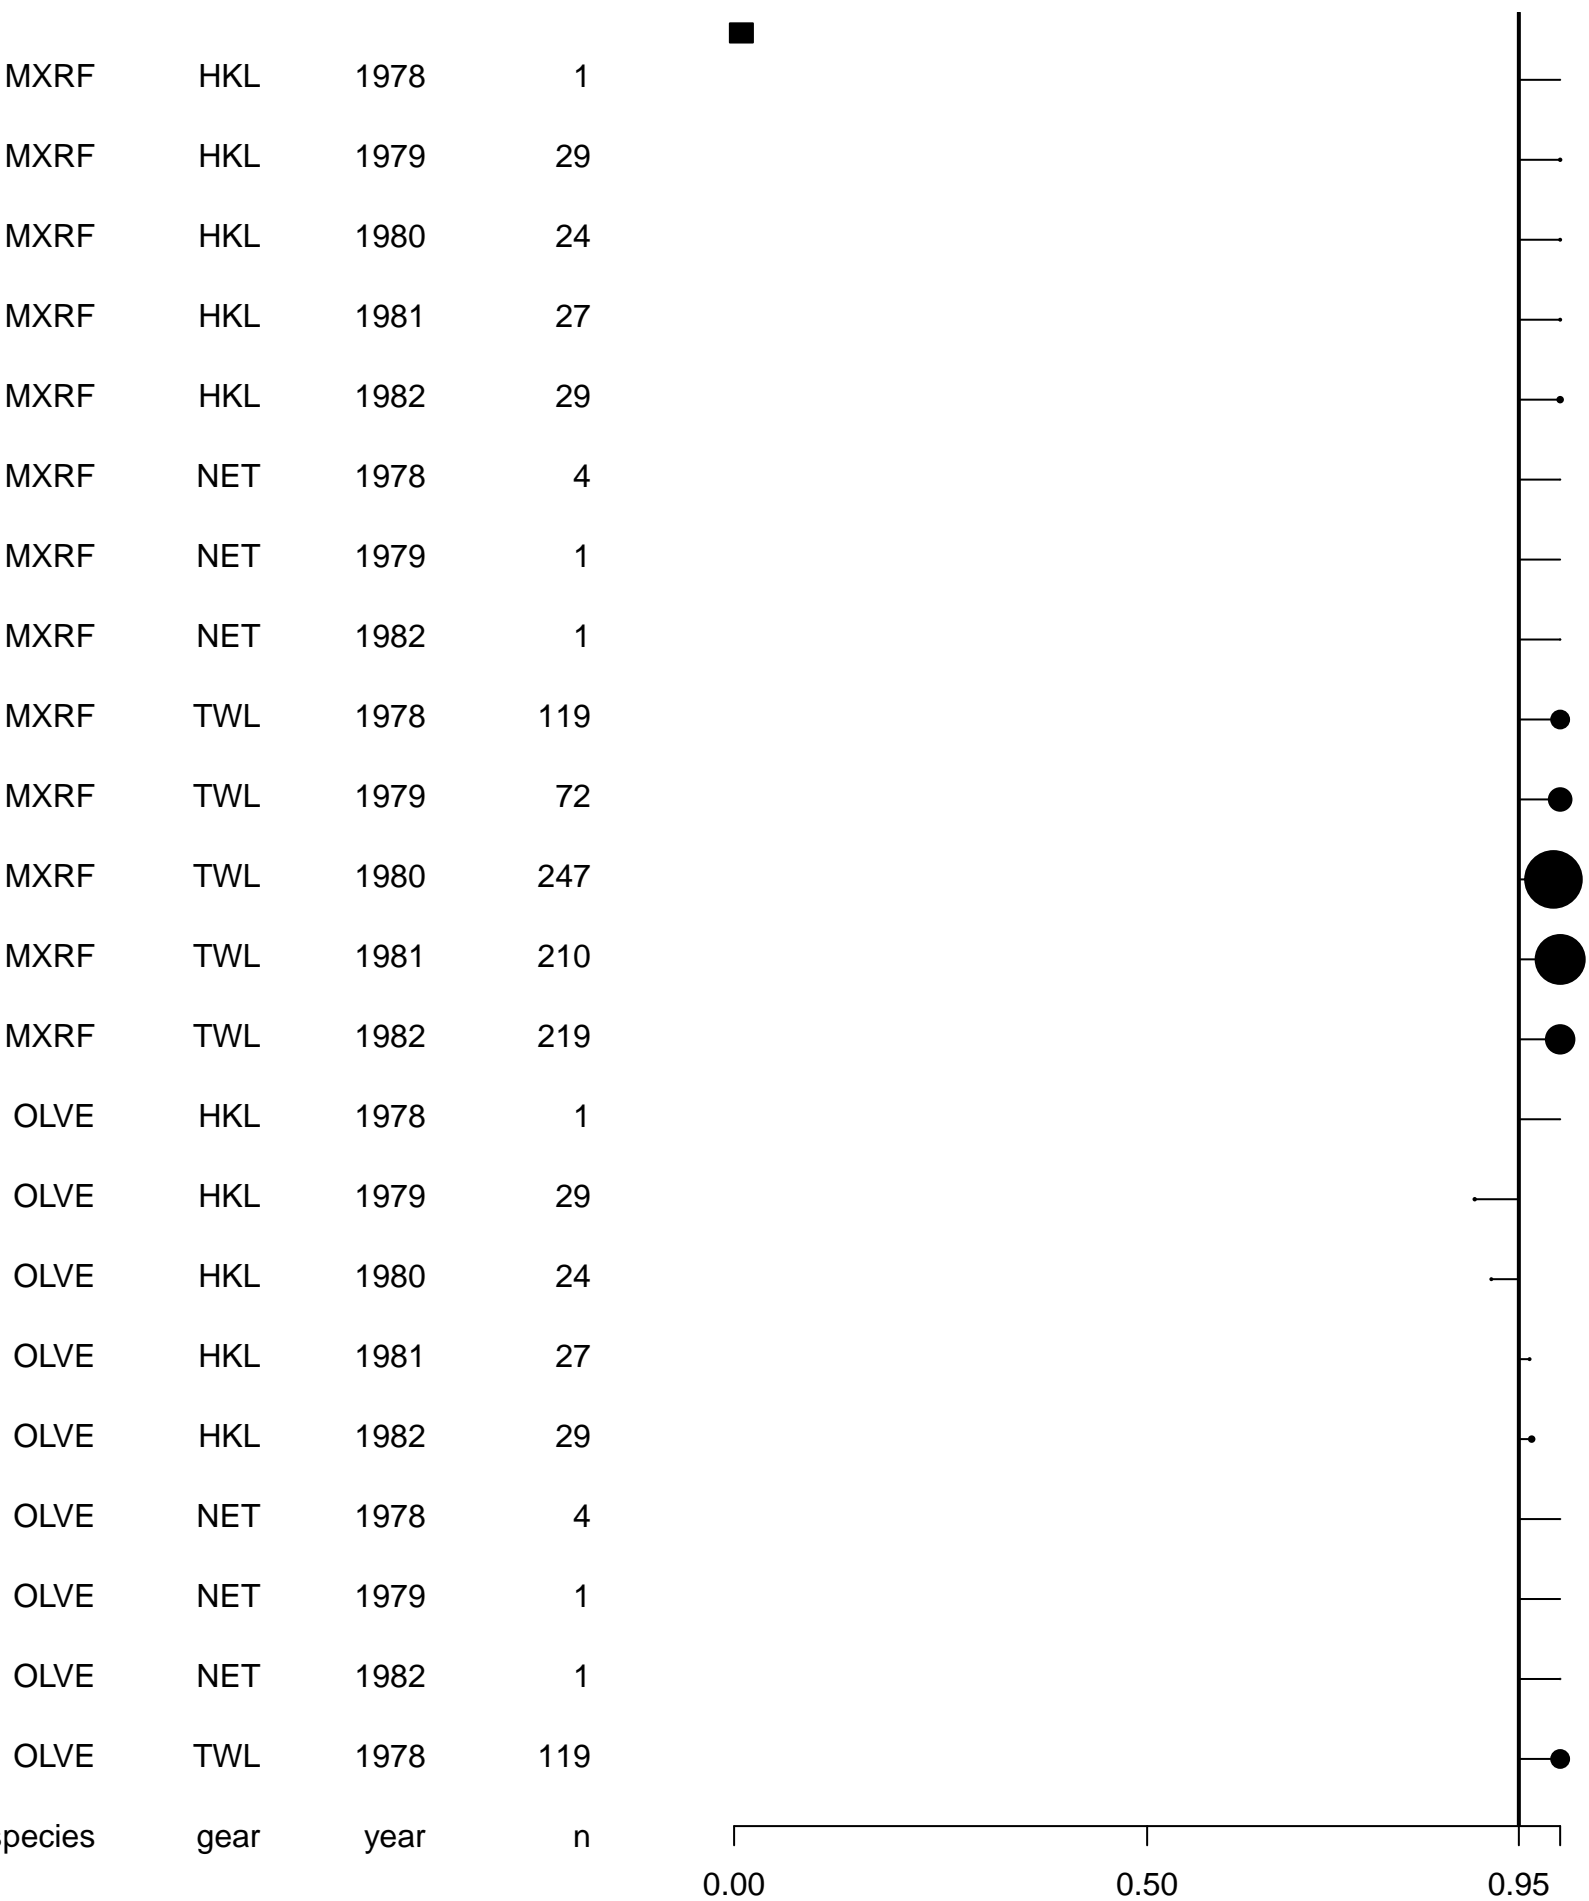 MXRF HKL 1978 1
MXRF HKL 1979 29
MXRF HKL 1980 24
MXRF HKL 1981 27
MXRF HKL 1982 29
MXRF NET 1978 4
MXRF NET 1979 1
MXRF NET 1982 1
MXRF TWL 1978 119
MXRF TWL 1979 72
MXRF TWL 1980 247
MXRF TWL 1981 210
MXRF TWL 1982 219
OLVE HKL 1978 1
OLVE HKL 1979 29
OLVE HKL 1980 24
OLVE HKL 1981 27
OLVE HKL 1982 29
OLVE NET 1978 4
OLVE NET 1979 1
OLVE NET 1982 1
OLVE TWL 1978 119
species gear year n
0.00 0.50 0.95